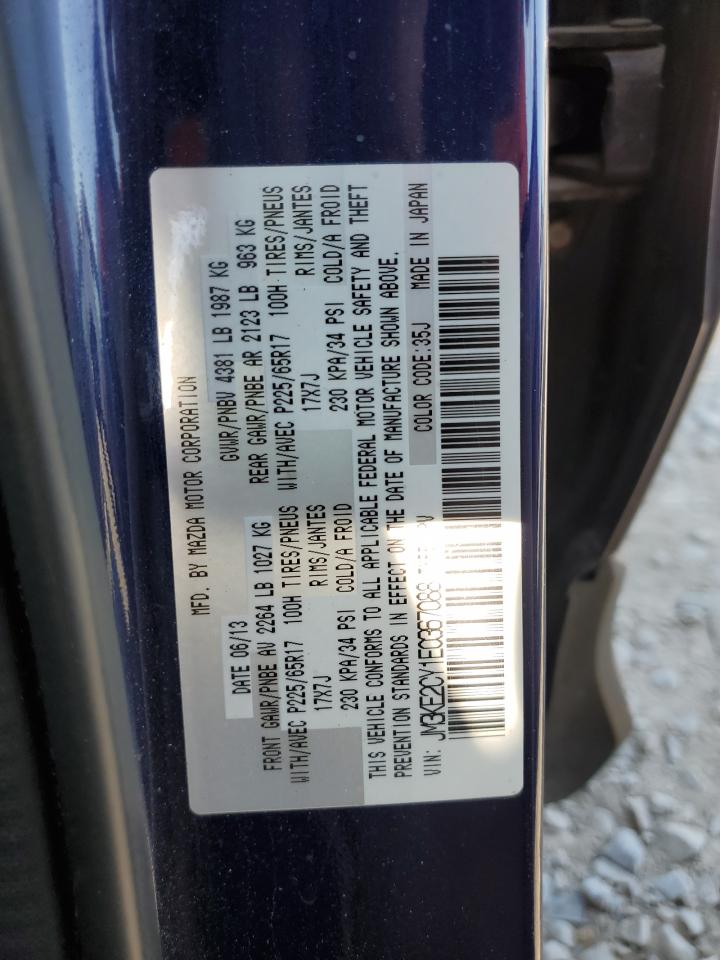 MFD. BY MAZDA MOTOR CORPORATION
DATE 06/13 GVWR/PNBV 4381 LB 1987 KG
FRONT GAWR/PNBE AV 2264 LB 1027 KG REAR GAWR/PNBE AR 2123 LB 963 KG
WITH/AVEC P225/65R17 100H TIRES/PNEUS WITH/AVEC P225/65R17 100H TIRES/PNEUS
17X7J RIMS/JANTES 17X7J RIMS/JANTES
230 KPA/34 PSI COLD/A FROID 230 KPA/34 PSI COLD/A FROID
THIS VEHICLE CONFORMS TO ALL APPLICABLE FEDERAL MOTOR VEHICLE SAFETY AND THEFT
PREVENTION STANDARDS IN EFFECT ON THE DATE OF MANUFACTURE SHOWN ABOVE.
VIN: JM3KE2CY1E0367088 COLOR CODE:35J MADE IN JAPAN